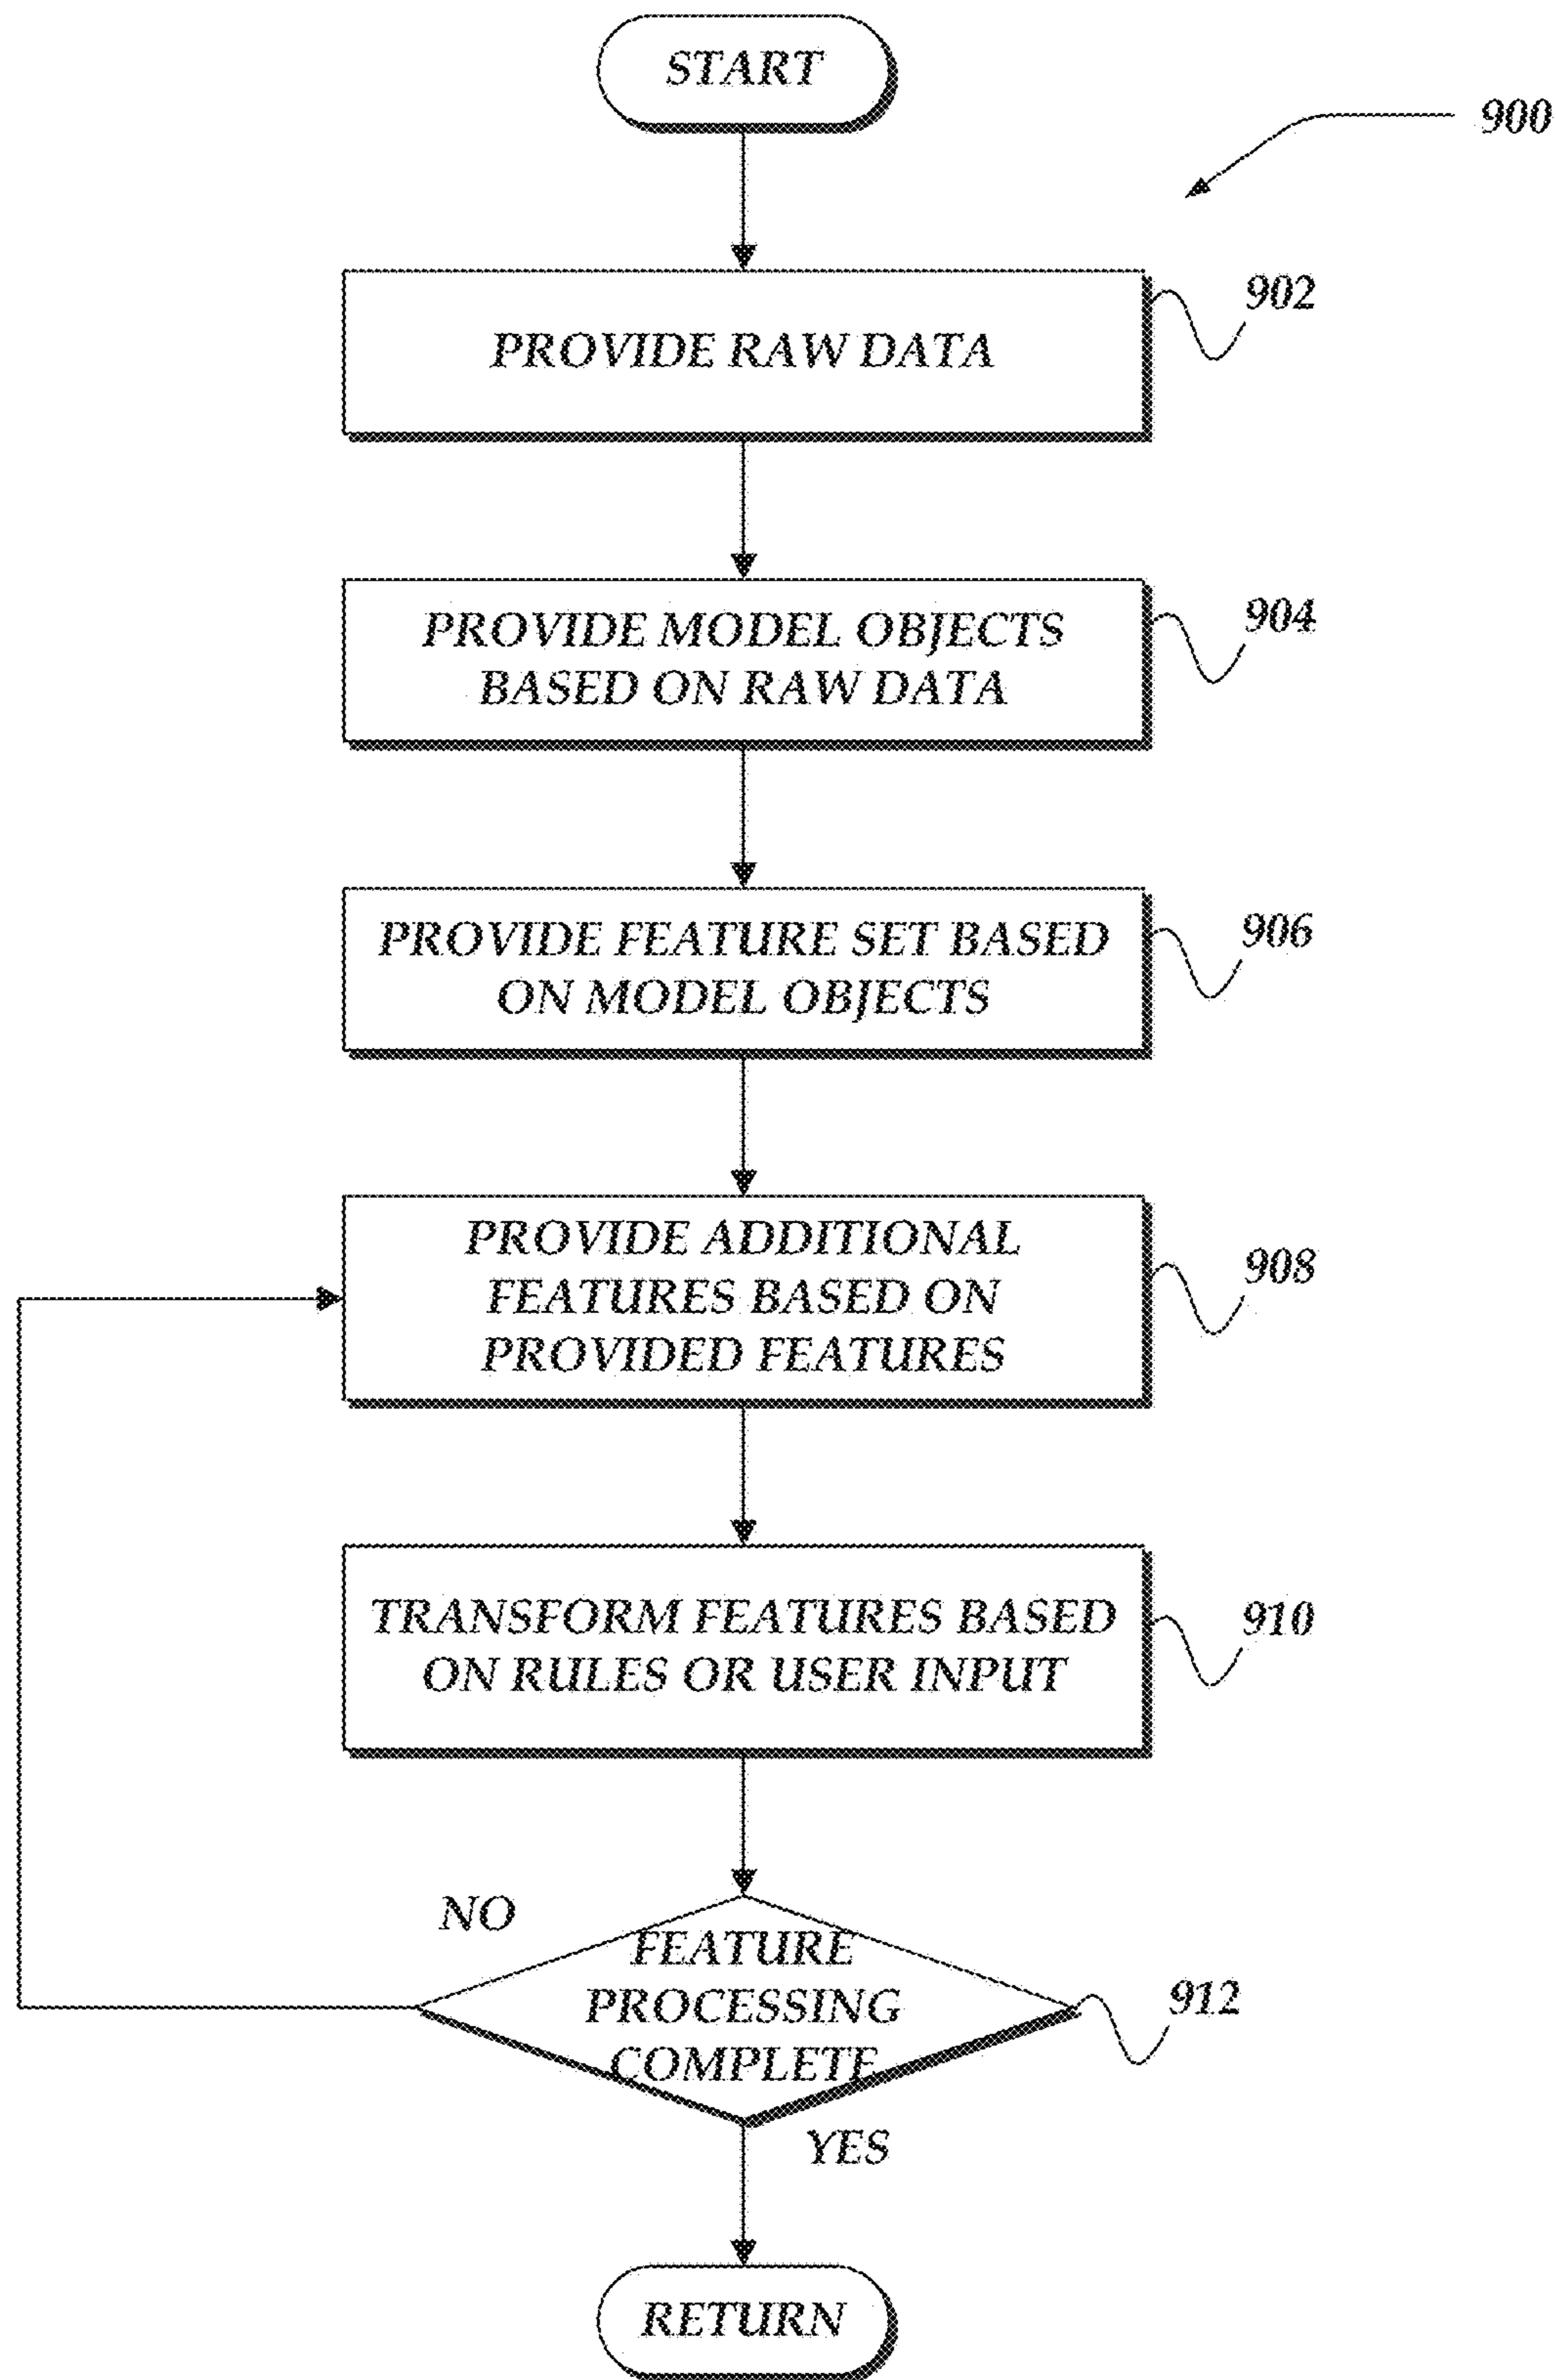 START
900
PROVIDE RAW DATA
902
PROVIDE MODEL OBJECTS
BASED ON RAW DATA
904
PROVIDE FEATURE SET BASED
ON MODEL OBJECTS
906
PROVIDE ADDITIONAL
FEATURES BASED ON
PROVIDED FEATURES
908
TRANSFORM FEATURES BASED
ON RULES OR USER INPUT
910
NO
FEATURE
PROCESSING
COMPLETE
912
YES
RETURN